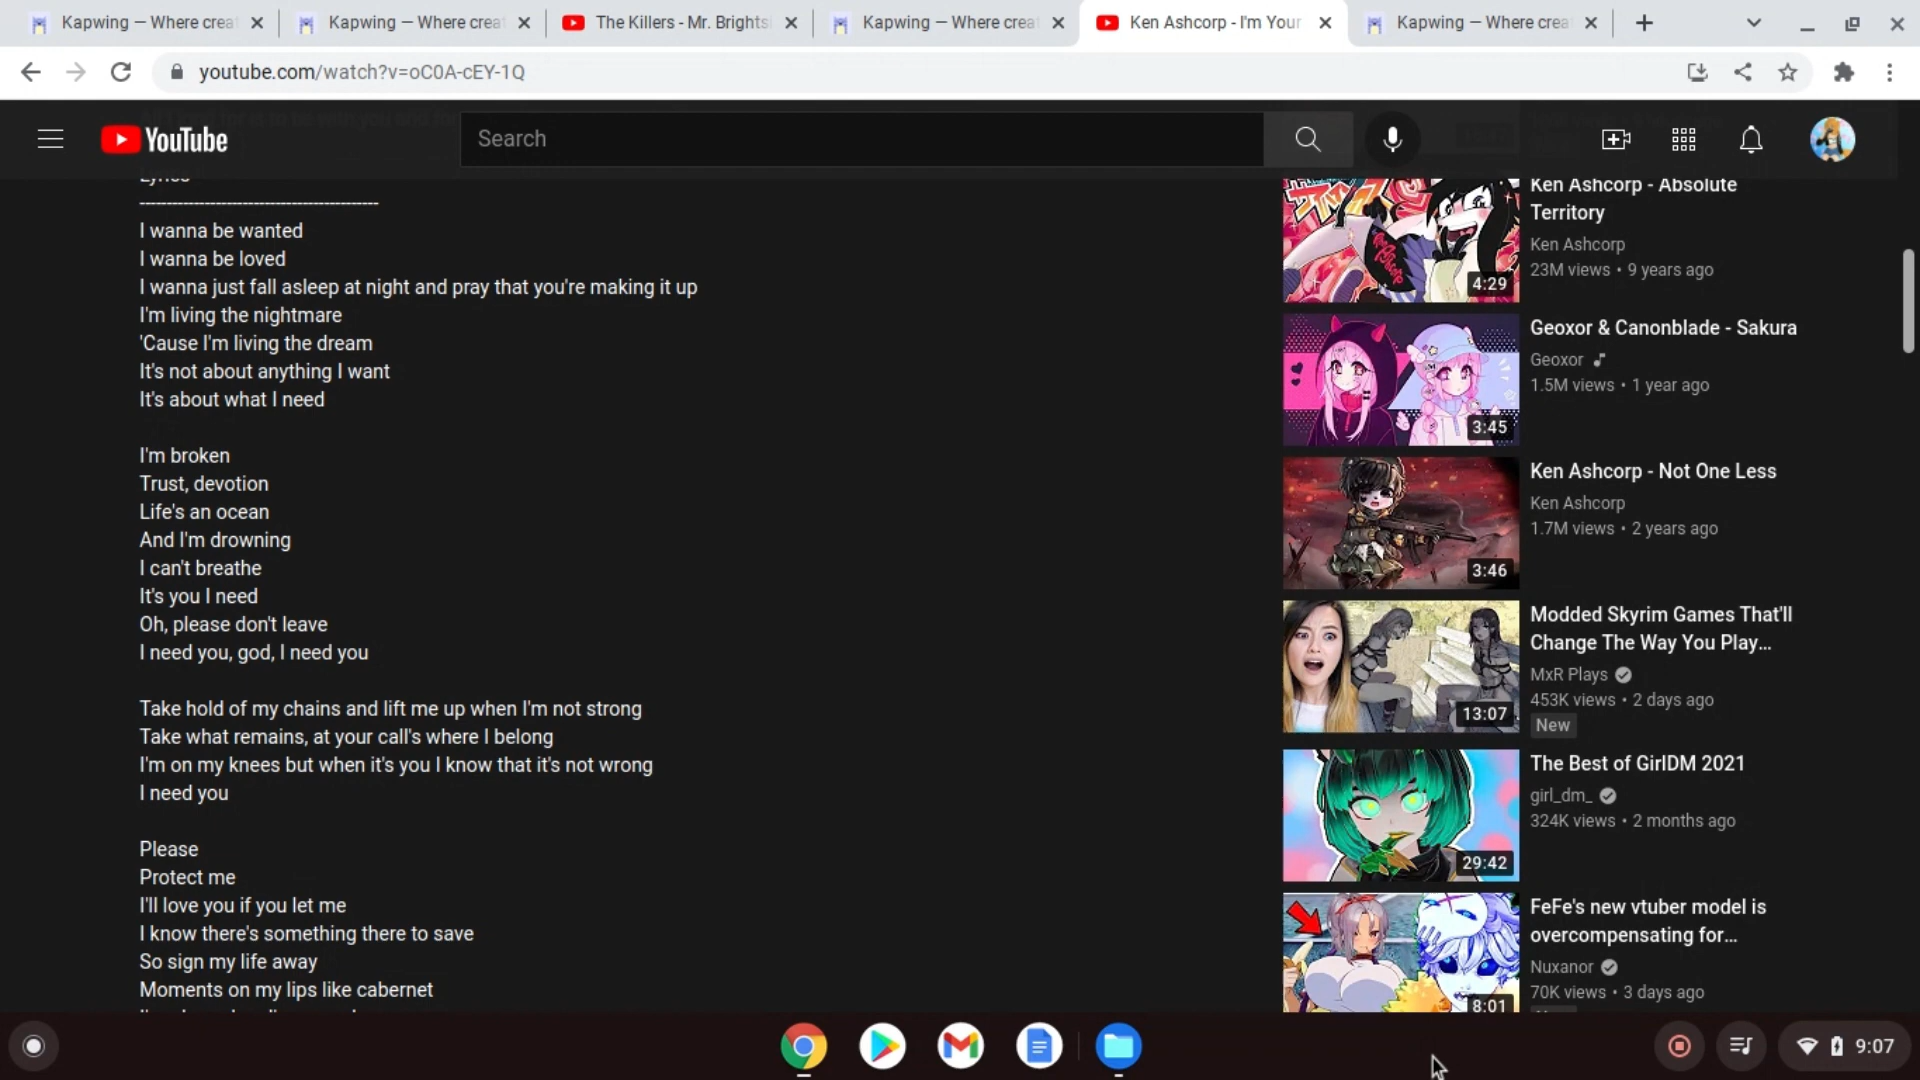 Kapwing — Where creat
Kapwing — Where creat
The Killers - Mr. Brights
Kapwing — Where creat
Ken Ashcorp - I'm Your
Kapwing — Where crea
youtube.com/watch?v=oC0A-cEY-1Q
YouTube
Search
Lyrics
------------------------------------------
I wanna be wanted
I wanna be loved
I wanna just fall asleep at night and pray that you're making it up
I'm living the nightmare
'Cause I'm living the dream
It's not about anything I want
It's about what I need
I'm broken
Trust, devotion
Life's an ocean
And I'm drowning
I can't breathe
It's you I need
Oh, please don't leave
I need you, god, I need you
Take hold of my chains and lift me up when I'm not strong
Take what remains, at your call's where I belong
I'm on my knees but when it's you I know that it's not wrong
I need you
Please
Protect me
I'll love you if you let me
I know there's something there to save
So sign my life away
Moments on my lips like cabernet
4:29
Ken Ashcorp - Absolute
Territory
Ken Ashcorp
23M views • 9 years ago
3:45
Geoxor & Canonblade - Sakura
Geoxor
1.5M views • 1 year ago
3:46
Ken Ashcorp - Not One Less
Ken Ashcorp
1.7M views • 2 years ago
13:07
Modded Skyrim Games That'll
Change The Way You Play...
MxR Plays
453K views • 2 days ago
New
29:42
The Best of GirlDM 2021
girl_dm_
324K views • 2 months ago
8:01
FeFe's new vtuber model is
overcompensating for...
Nuxanor
70K views • 3 days ago
9:07